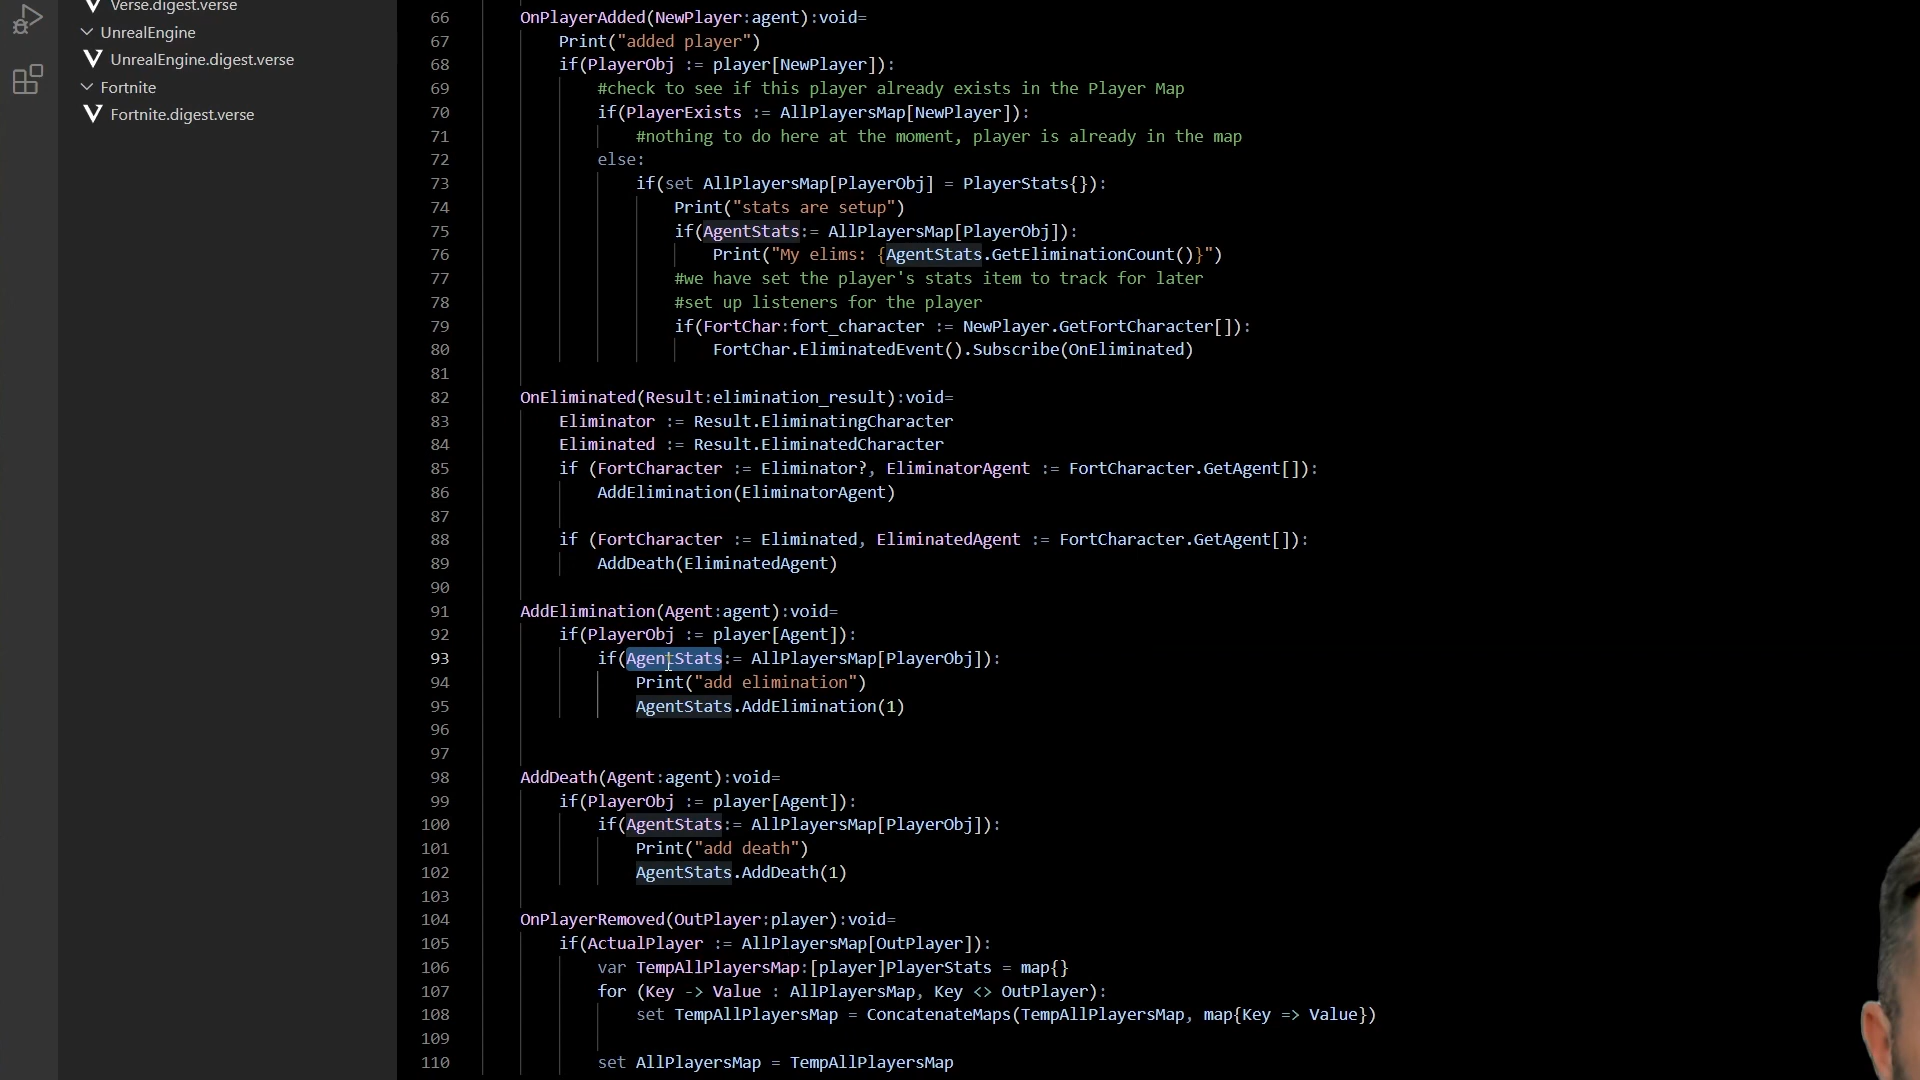 Verse.digest.verse
UnrealEngine
UnrealEngine.digest.verse
Fortnite
Fortnite.digest.verse
66 OnPlayerAdded(NewPlayer:agent):void=
67 Print("added player")
68 if(PlayerObj := player[NewPlayer]):
69 #check to see if this player already exists in the Player Map
70 if(PlayerExists := AllPlayersMap[NewPlayer]):
71 #nothing to do here at the moment, player is already in the map
72 else:
73 if(set AllPlayersMap[PlayerObj] = PlayerStats{}):
74 Print("stats are setup")
75 if(AgentStats:= AllPlayersMap[PlayerObj]):
76 Print("My elims: {AgentStats.GetEliminationCount()}")
77 #we have set the player's stats item to track for later
78 #set up listeners for the player
79 if(FortChar:fort_character := NewPlayer.GetFortCharacter[]):
80 FortChar.EliminatedEvent().Subscribe(OnEliminated)
81
82 OnEliminated(Result:elimination_result):void=
83 Eliminator := Result.EliminatingCharacter
84 Eliminated := Result.EliminatedCharacter
85 if (FortCharacter := Eliminator?, EliminatorAgent := FortCharacter.GetAgent[]):
86 AddElimination(EliminatorAgent)
87
88 if (FortCharacter := Eliminated, EliminatedAgent := FortCharacter.GetAgent[]):
89 AddDeath(EliminatedAgent)
90
91 AddElimination(Agent:agent):void=
92 if(PlayerObj := player[Agent]):
93 if(AgentStats:= AllPlayersMap[PlayerObj]):
94 Print("add elimination")
95 AgentStats.AddElimination(1)
96
97
98 AddDeath(Agent:agent):void=
99 if(PlayerObj := player[Agent]):
100 if(AgentStats:= AllPlayersMap[PlayerObj]):
101 Print("add death")
102 AgentStats.AddDeath(1)
103
104 OnPlayerRemoved(OutPlayer:player):void=
105 if(ActualPlayer := AllPlayersMap[OutPlayer]):
106 var TempAllPlayersMap:[player]PlayerStats = map{}
107 for (Key -> Value : AllPlayersMap, Key <> OutPlayer):
108 set TempAllPlayersMap = ConcatenateMaps(TempAllPlayersMap, map{Key => Value})
109
110 set AllPlayersMap = TempAllPlayersMap